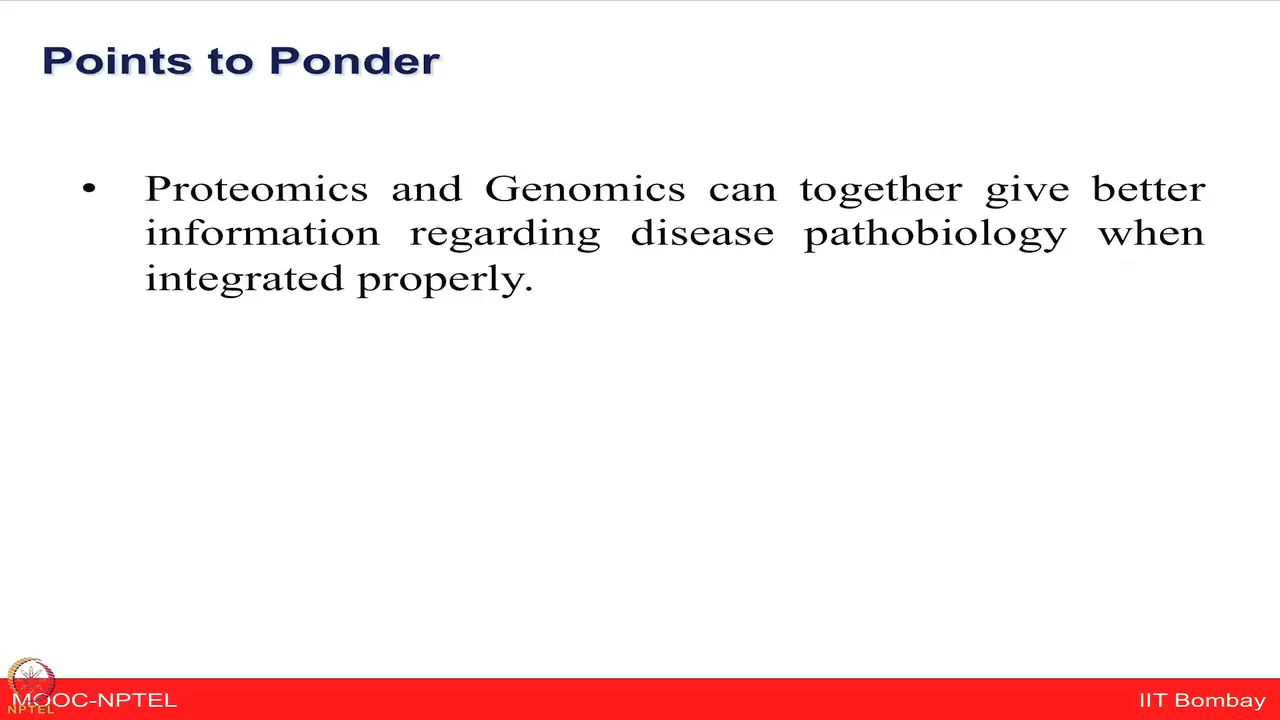 Points to Ponder
• Proteomics and Genomics can together give better
information regarding disease pathobiology when
integrated properly.
MOOC-NPTEL
NPTEL
IIT Bombay